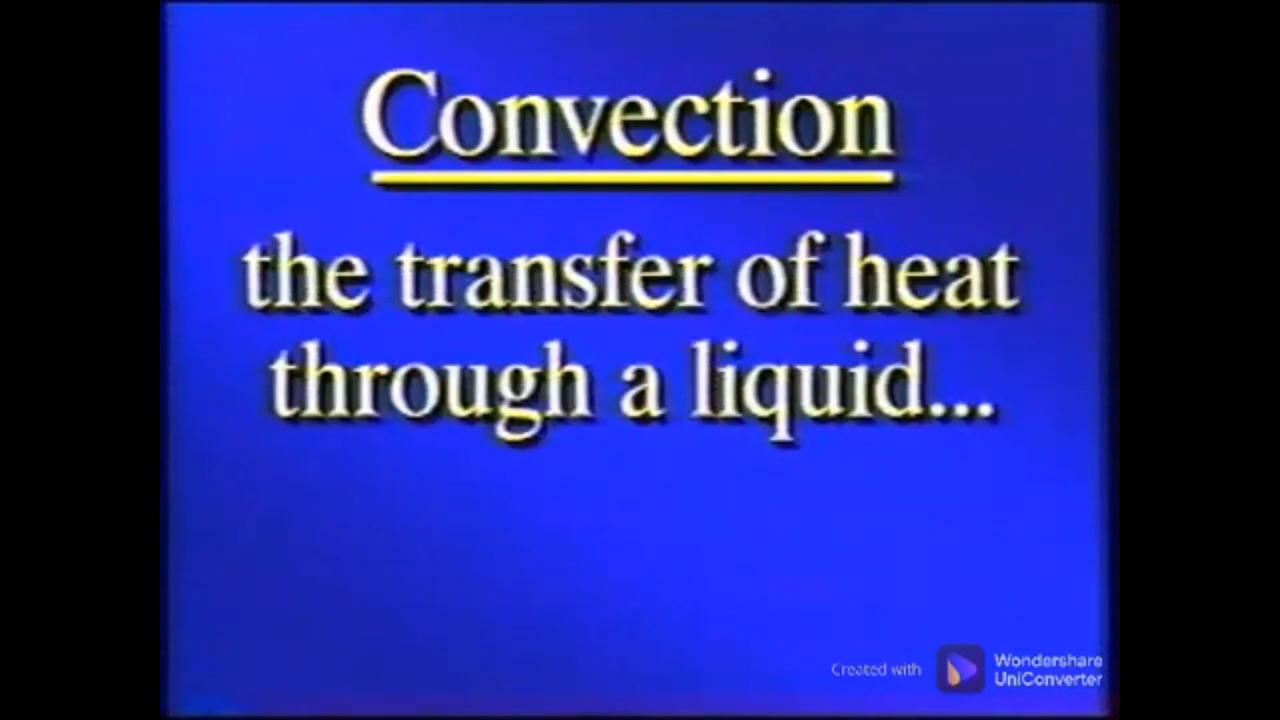 Convection
the transfer of heat
through a liquid...
Created with
Wondershare
UniConverter